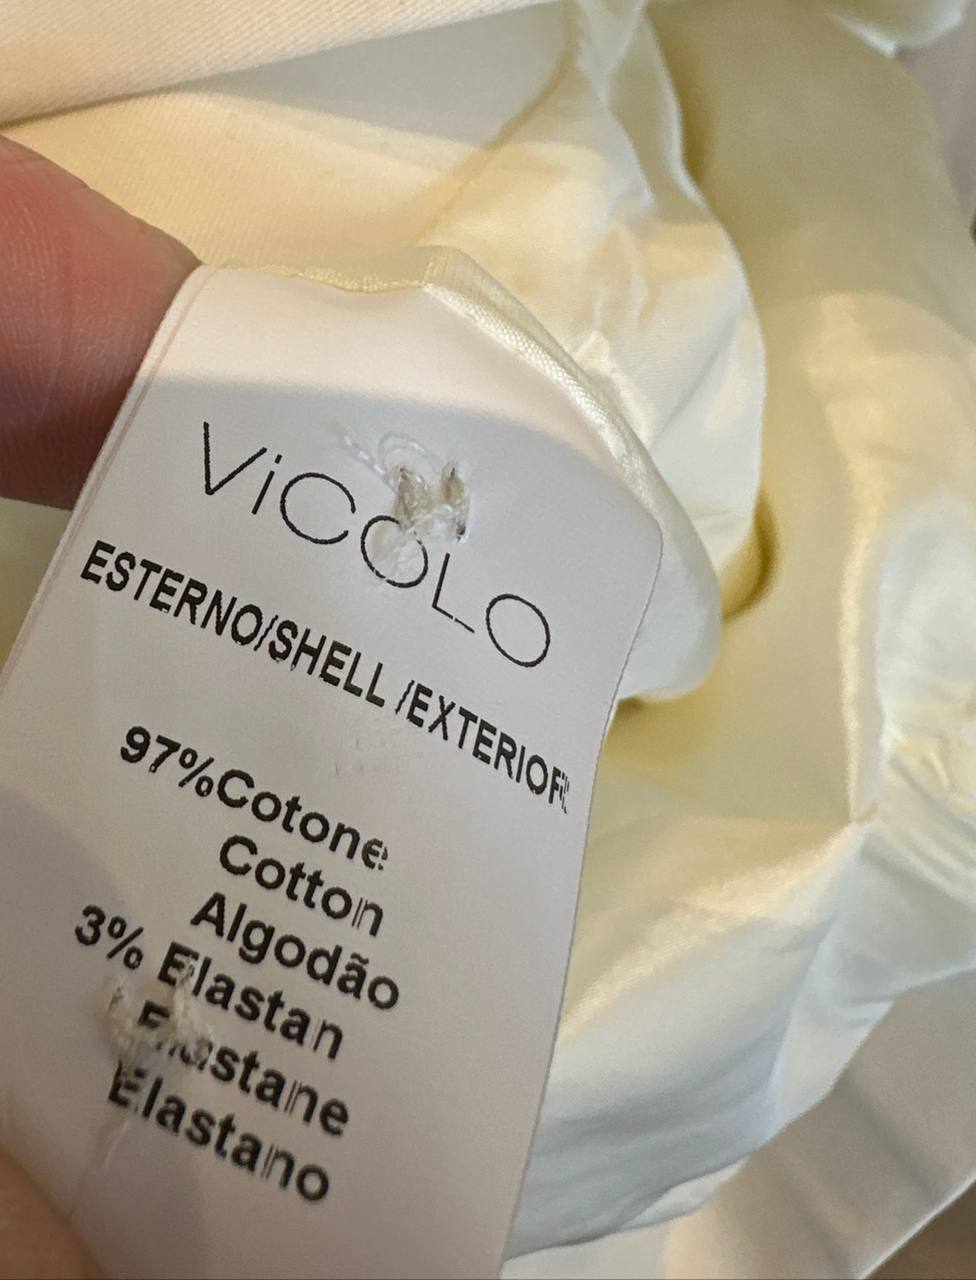 ViCOLO
ESTERNO/SHELL /EXTERIOR
97%Cotone
Cotton
Algodão
3% Elastan
Elastane
Elastano